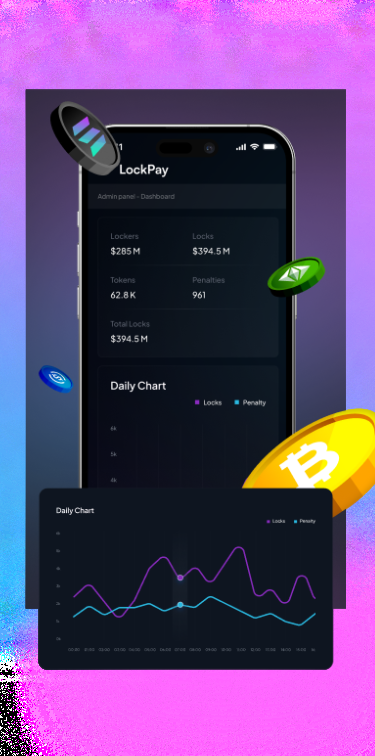 LockPay
Admin panel - Dashboard
Lockers Locks
$285 M $394.5 M
Tokens Penalties
62.8 K 961
Total Locks
$394.5 M
Daily Chart
Locks Penalty
6k
5k
4k
Daily Chart
Locks Penalty